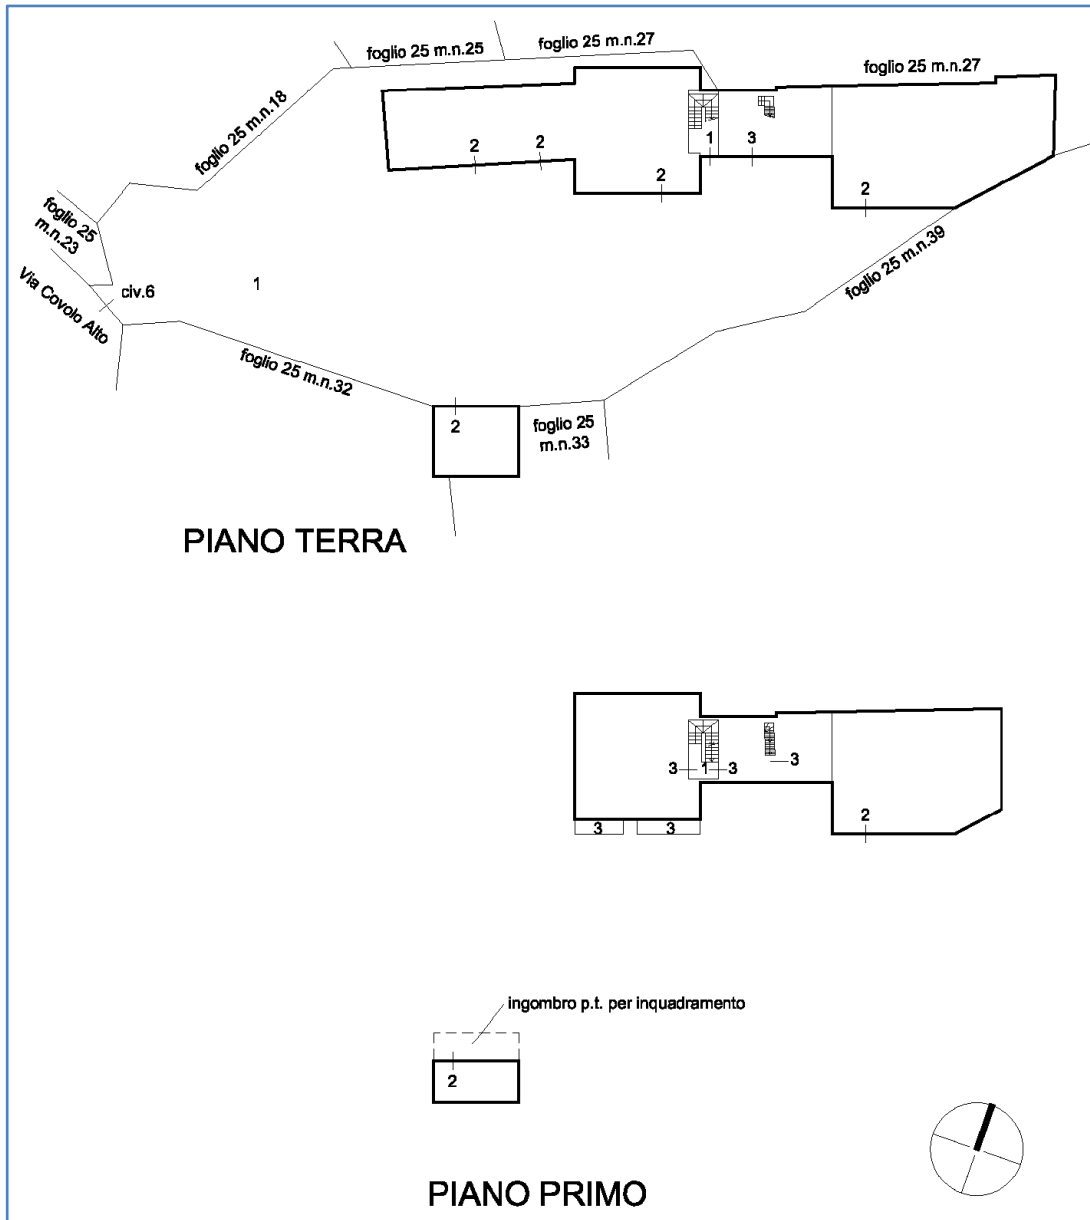 foglio 25 m.n.25
foglio 25 m.n.27
foglio 25 m.n.27
foglio 25 m.n.18
2
2
1
3
2
2
foglio 25
m.n.23
foglio 25 m.n.39
Via Covolo Alto
civ.6
1
foglio 25 m.n.32
2
foglio 25
m.n.33
PIANO TERRA
3
1
3
3
3
3
2
ingombro p.t. per inquadramento
2
PIANO PRIMO